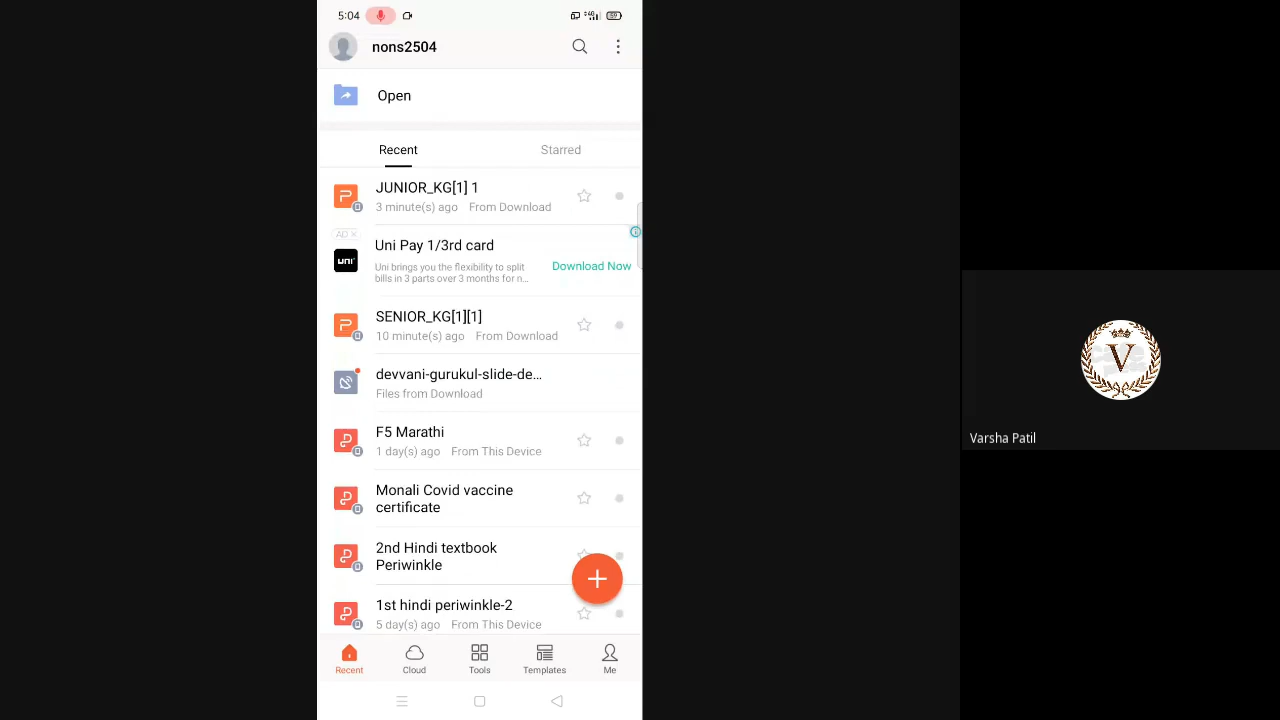 5:04
4G
59
nons2504
Open
Recent
Starred
JUNIOR_KG[1] 1
3 minute(s) ago From Download
AD
Uni Pay 1/3rd card
uni
Uni brings you the flexibility to split
bills in 3 parts over 3 months for n...
Download Now
SENIOR_KG[1][1]
10 minute(s) ago From Download
devvani-gurukul-slide-de...
Files from Download
F5 Marathi
1 day(s) ago From This Device
Monali Covid vaccine
certificate
2nd Hindi textbook
Periwinkle
1st hindi periwinkle-2
5 day(s) ago From This Device
Recent
Cloud
Tools
Templates
Me
V
Varsha Patil